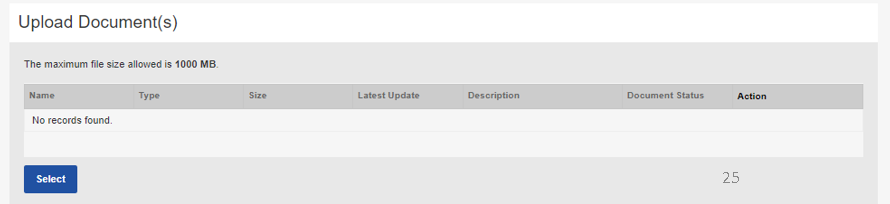 Upload Document(s)
The maximum file size allowed is 1000 MB.
Name Type Size Latest Update Description Document Status Action
No records found.
Select 25